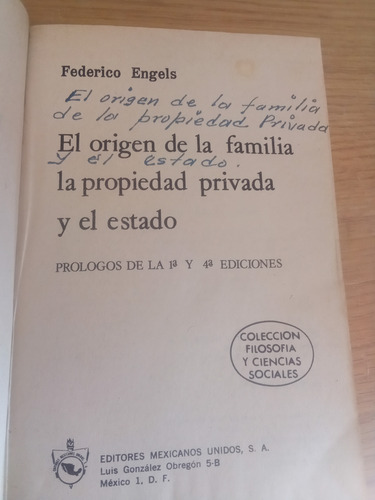 Federico Engels
El origen de la familia
de la propiedad Privada
y el estado.
El origen de la familia
la propiedad privada
y el estado
PROLOGOS DE LA 1ª Y 4ª EDICIONES
COLECCION
FILOSOFIA
Y CIENCIAS
SOCIALES
EDITORES MEXICANOS UNIDOS, S. A.
Luis González Obregón 5-B
México 1, D. F.